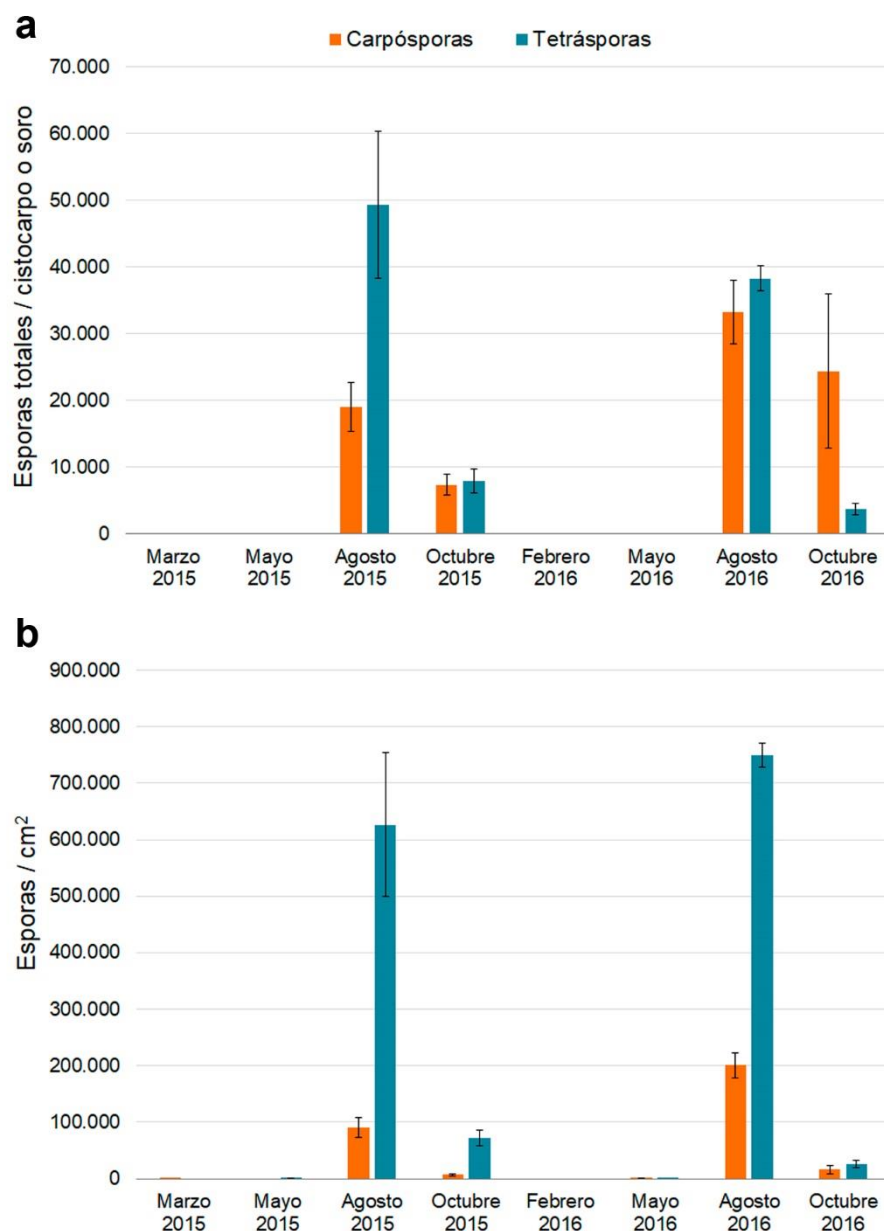 a
Carpósporas Tetrásporas
70.000
60.000
50.000
40.000
30.000
20.000
10.000
0
Esporas totales / cistocarpo o soro
Marzo Mayo Agosto Octubre Febrero Mayo Agosto Octubre
2015 2015 2015 2015 2016 2016 2016 2016
b
900.000
800.000
700.000
600.000
500.000
400.000
300.000
200.000
100.000
0
Esporas / cm²
Marzo Mayo Agosto Octubre Febrero Mayo Agosto Octubre
2015 2015 2015 2015 2016 2016 2016 2016